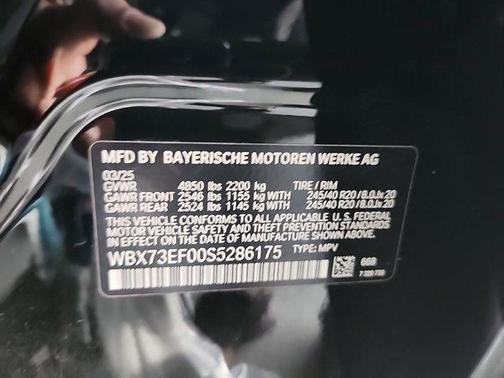 MFD BY BAYERISCHE MOTOREN WERKE AG
03/25
GVWR 4850 lbs 2200 kg TIRE / RIM
GAWR FRONT 2546 lbs 1155 kg WITH 245/40 R20 / 8.0Jx20
GAWR REAR 2524 lbs 1145 kg WITH 245/40 R20 / 8.0Jx20
THIS VEHICLE CONFORMS TO ALL APPLICABLE U.S. FEDERAL
MOTOR VEHICLE SAFETY STANDARDS IN EFFECT ON THE
DATE OF MANUFACTURE SHOWN ABOVE.
WBX73EF00S5286175 TYPE: MPV
668